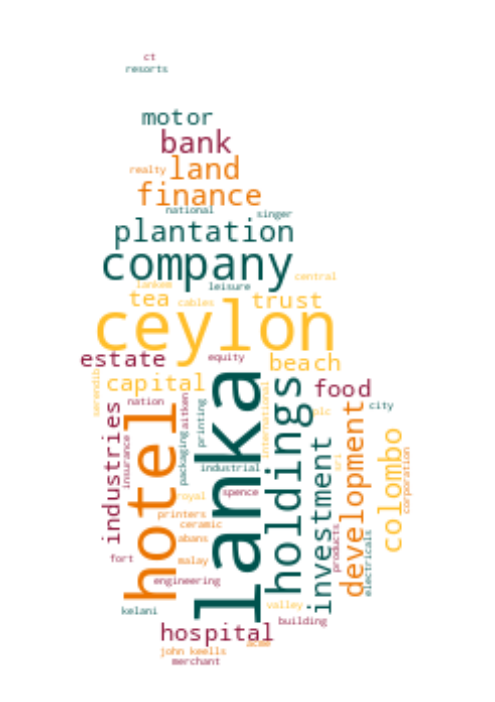 ct
resorts
motor
bank
realty land
finance
national singer
plantation
company
central
lankem leisure
tea cables trust
ceylon
estate equity beach
capital food
serendib nation aitken printing international plc city
industries insurance hotel packaging lanka holdings investment development colombo corporation
industrial
royal spence sri
printers
ceramic
abans products electricals
fort malay
engineering
kelani valley
building
hospital acme
john keells
merchant